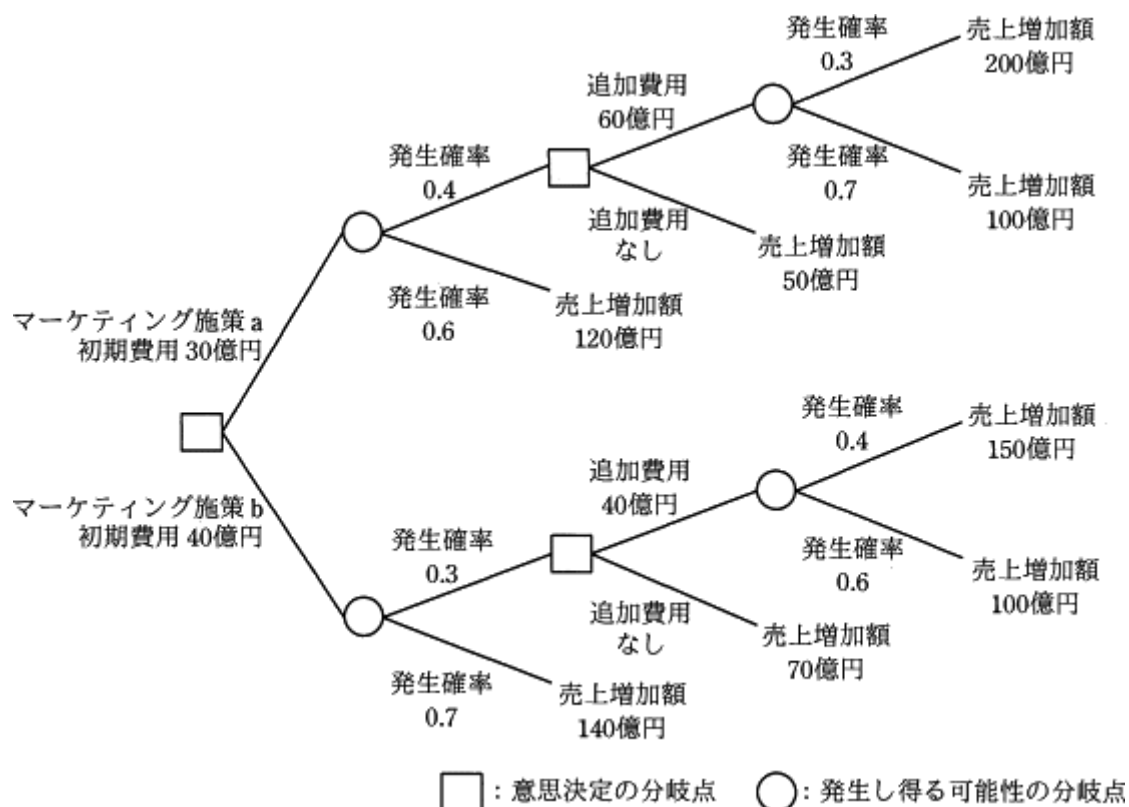 発生確率
0.3
売上増加額
200億円
追加費用
60億円
発生確率
0.7
売上増加額
100億円
発生確率
0.4
追加費用
なし
売上増加額
50億円
発生確率
0.6
売上増加額
120億円
マーケティング施策 a
初期費用 30億円
マーケティング施策 b
初期費用 40億円
発生確率
0.4
売上増加額
150億円
追加費用
40億円
発生確率
0.6
売上増加額
100億円
発生確率
0.3
追加費用
なし
売上増加額
70億円
発生確率
0.7
売上増加額
140億円
：意思決定の分岐点
：発生し得る可能性の分岐点